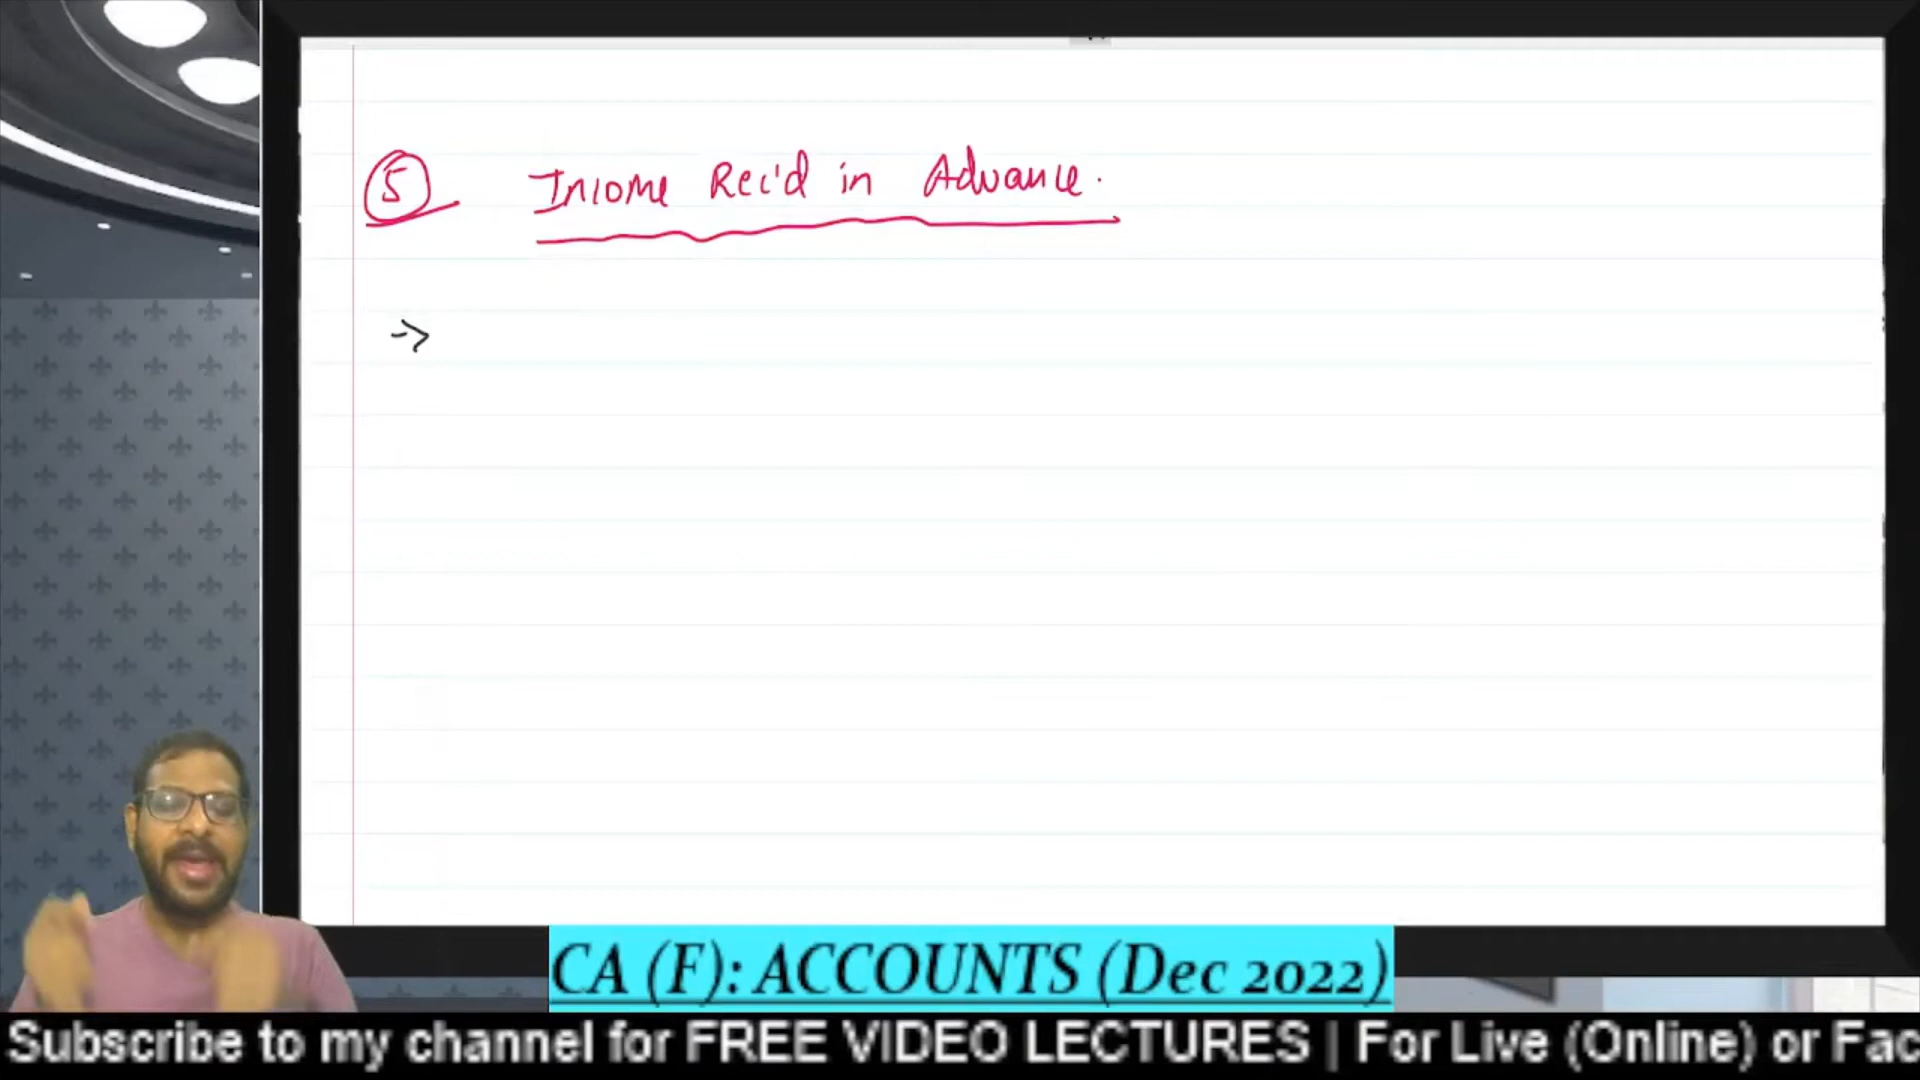 5 Income Rec'd in Advance.
->
CA (F): ACCOUNTS (Dec 2022)
Subscribe to my channel for FREE VIDEO LECTURES | For Live (Online) or Fac